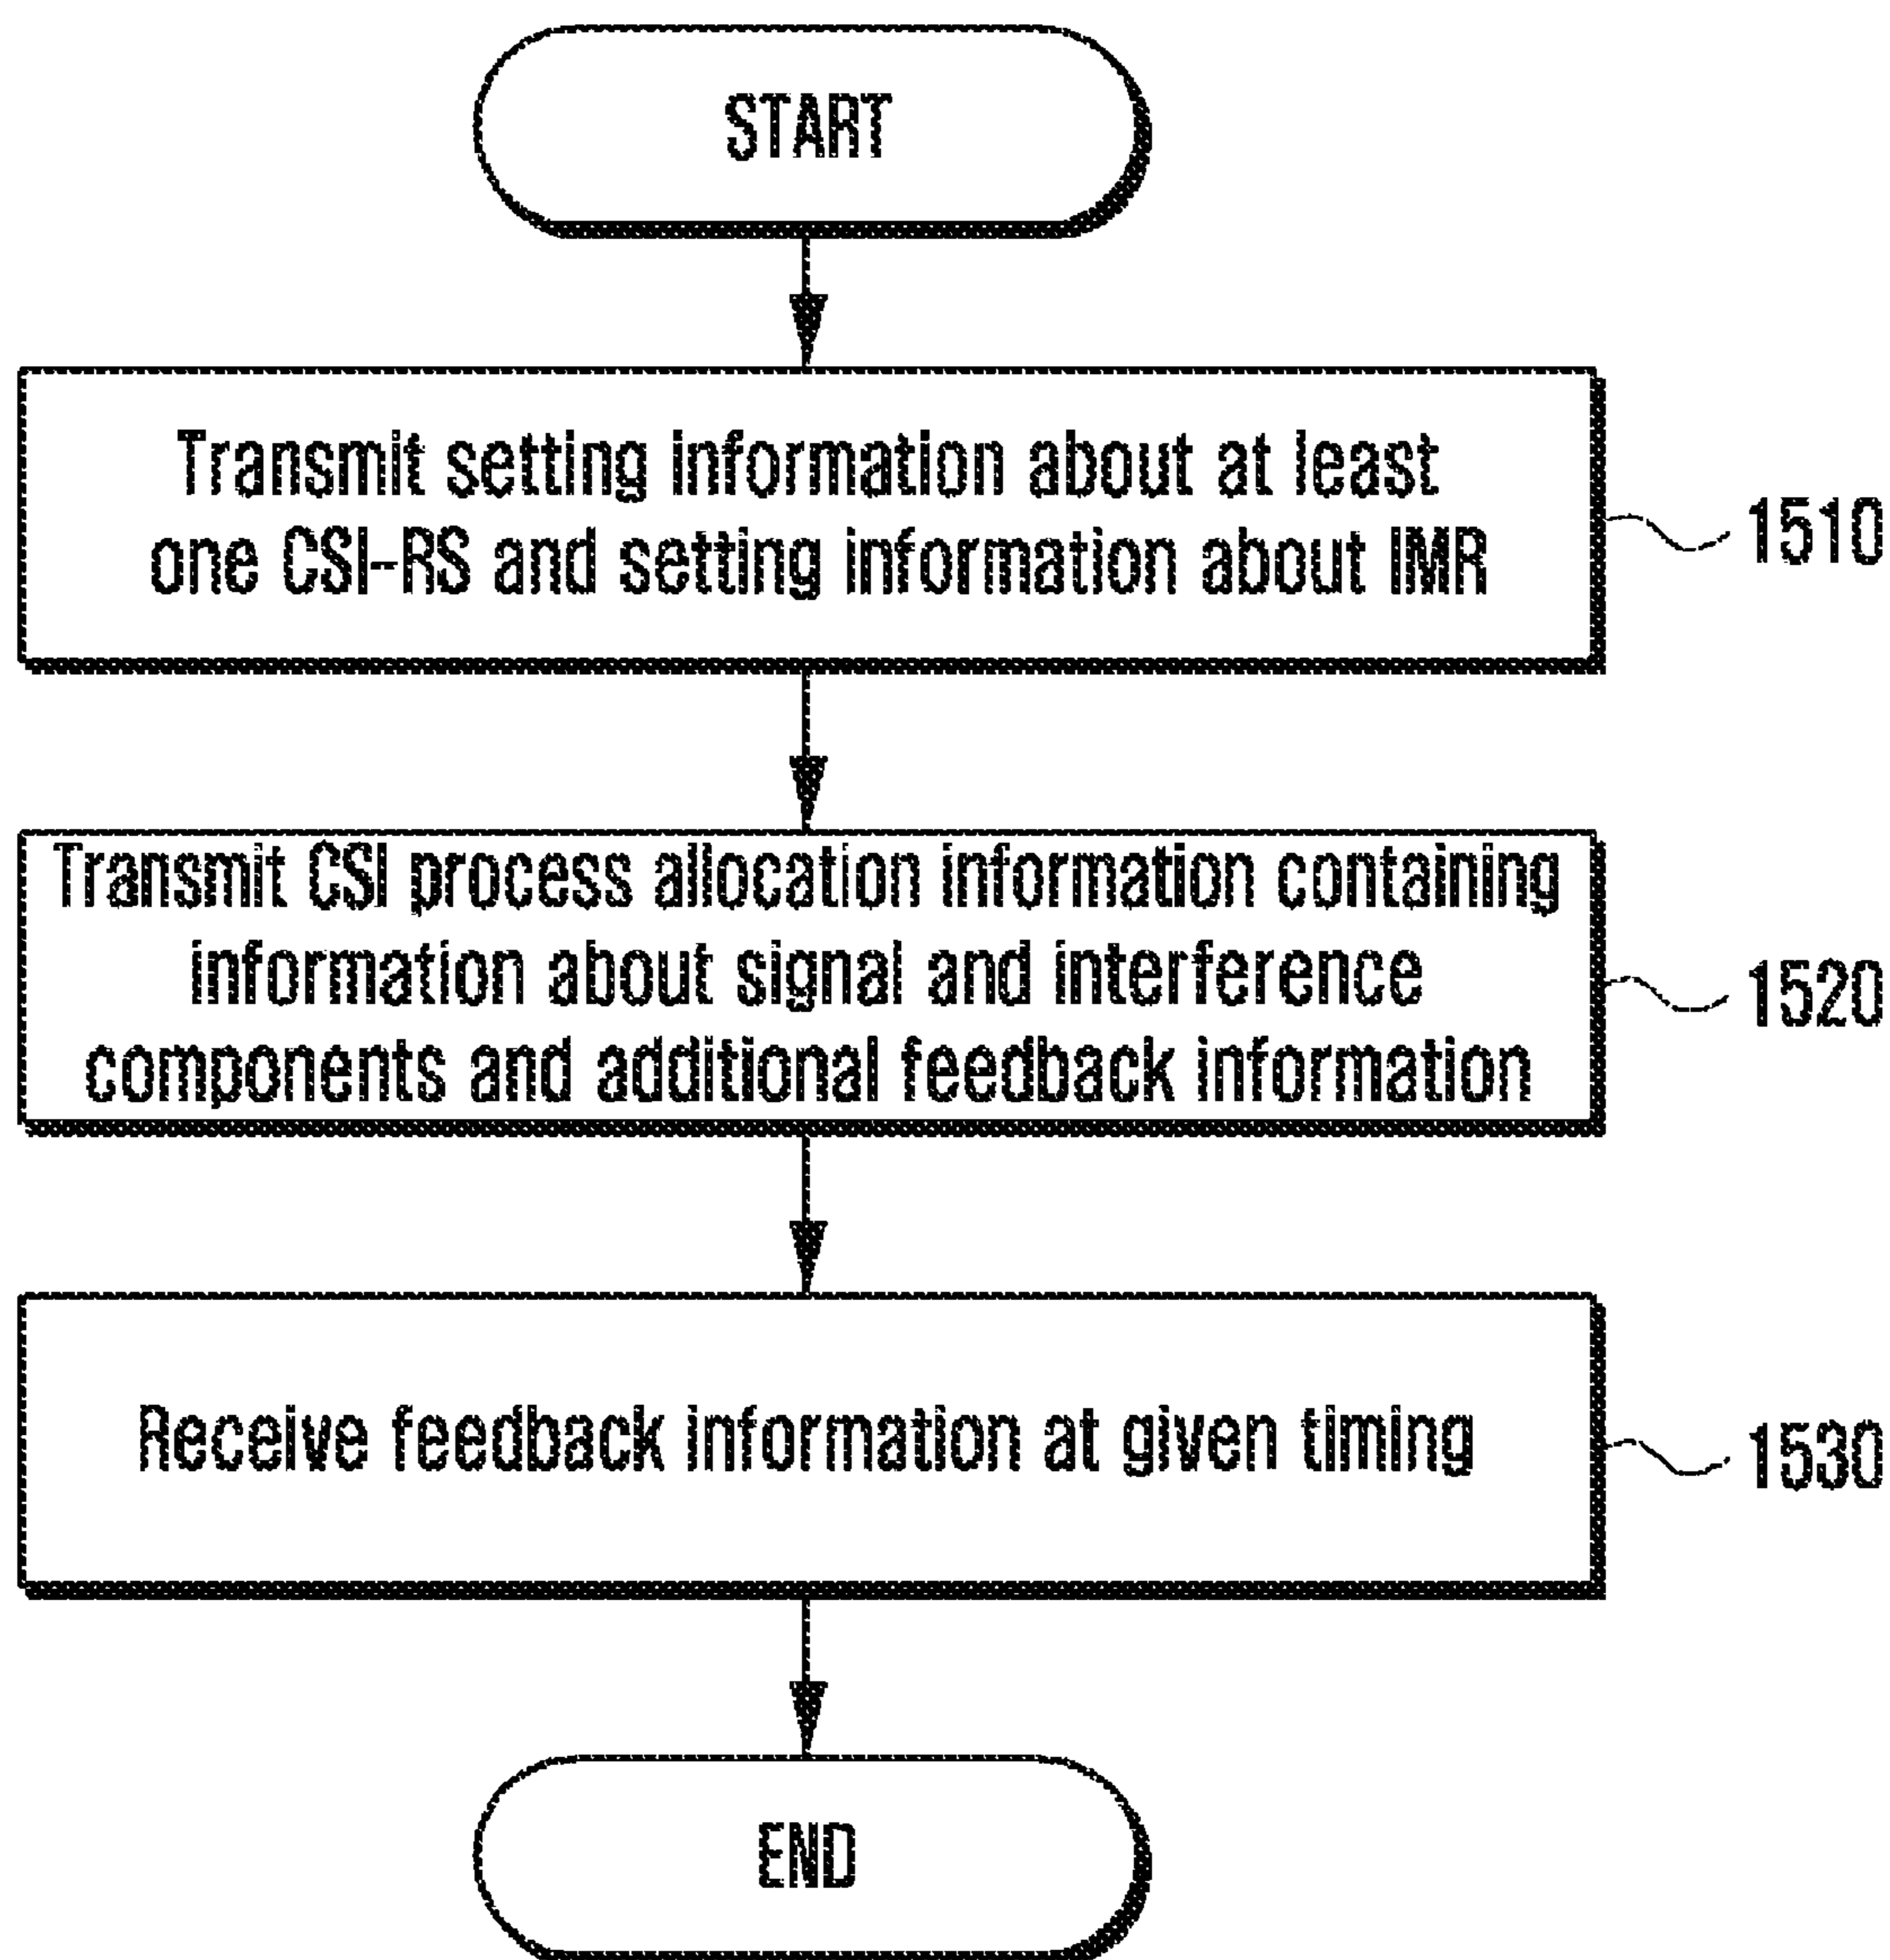 START
Transmit setting information about at least
one CSI-RS and setting information about IMR
1510
Transmit CSI process allocation information containing
information about signal and interference
components and additional feedback information
1520
Receive feedback information at given timing
1530
END